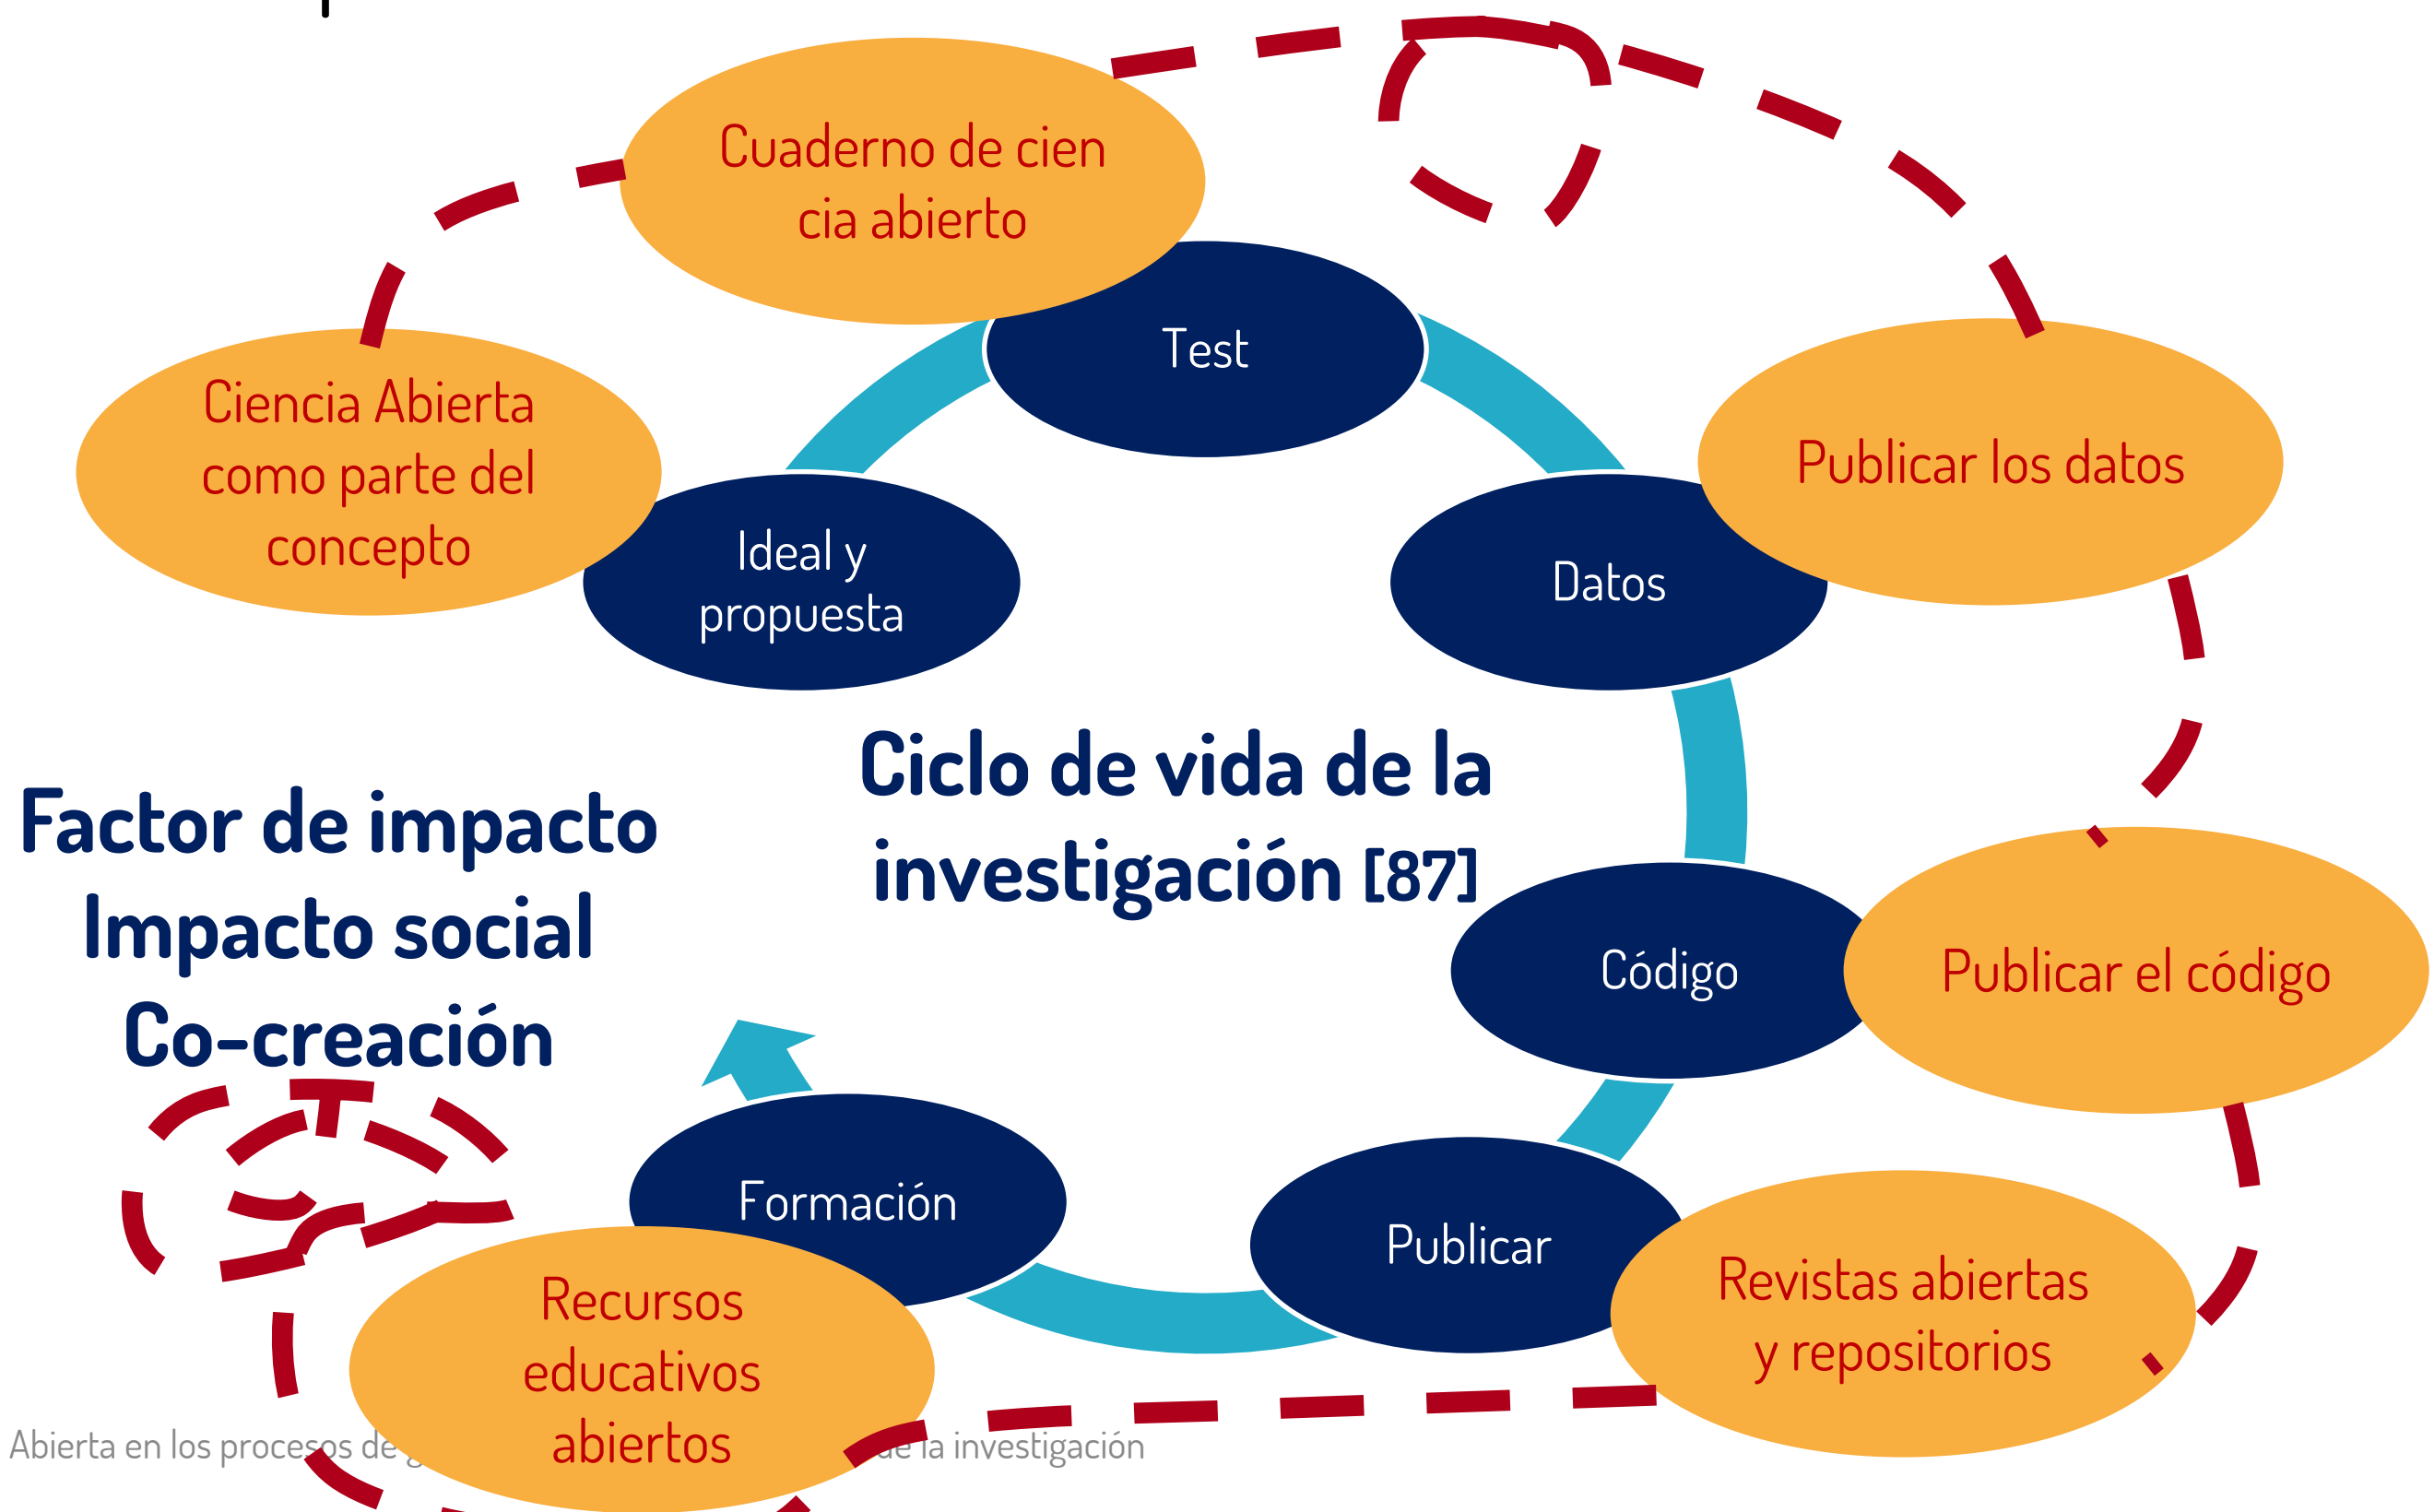 Cuaderno de cien
cia abierto
Test
Ciencia Abierta
como parte del
concepto
Publicar los datos
Ideal y
propuesta
Datos
Ciclo de vida de la
investigación [87]
Factor de impacto
Impacto social
Co-creación
Código
Publicar el código
Formación
Publicar
Recursos
educativos
abiertos
Revistas abiertas
y repositorios
Abierta en los procesos de
la investigación